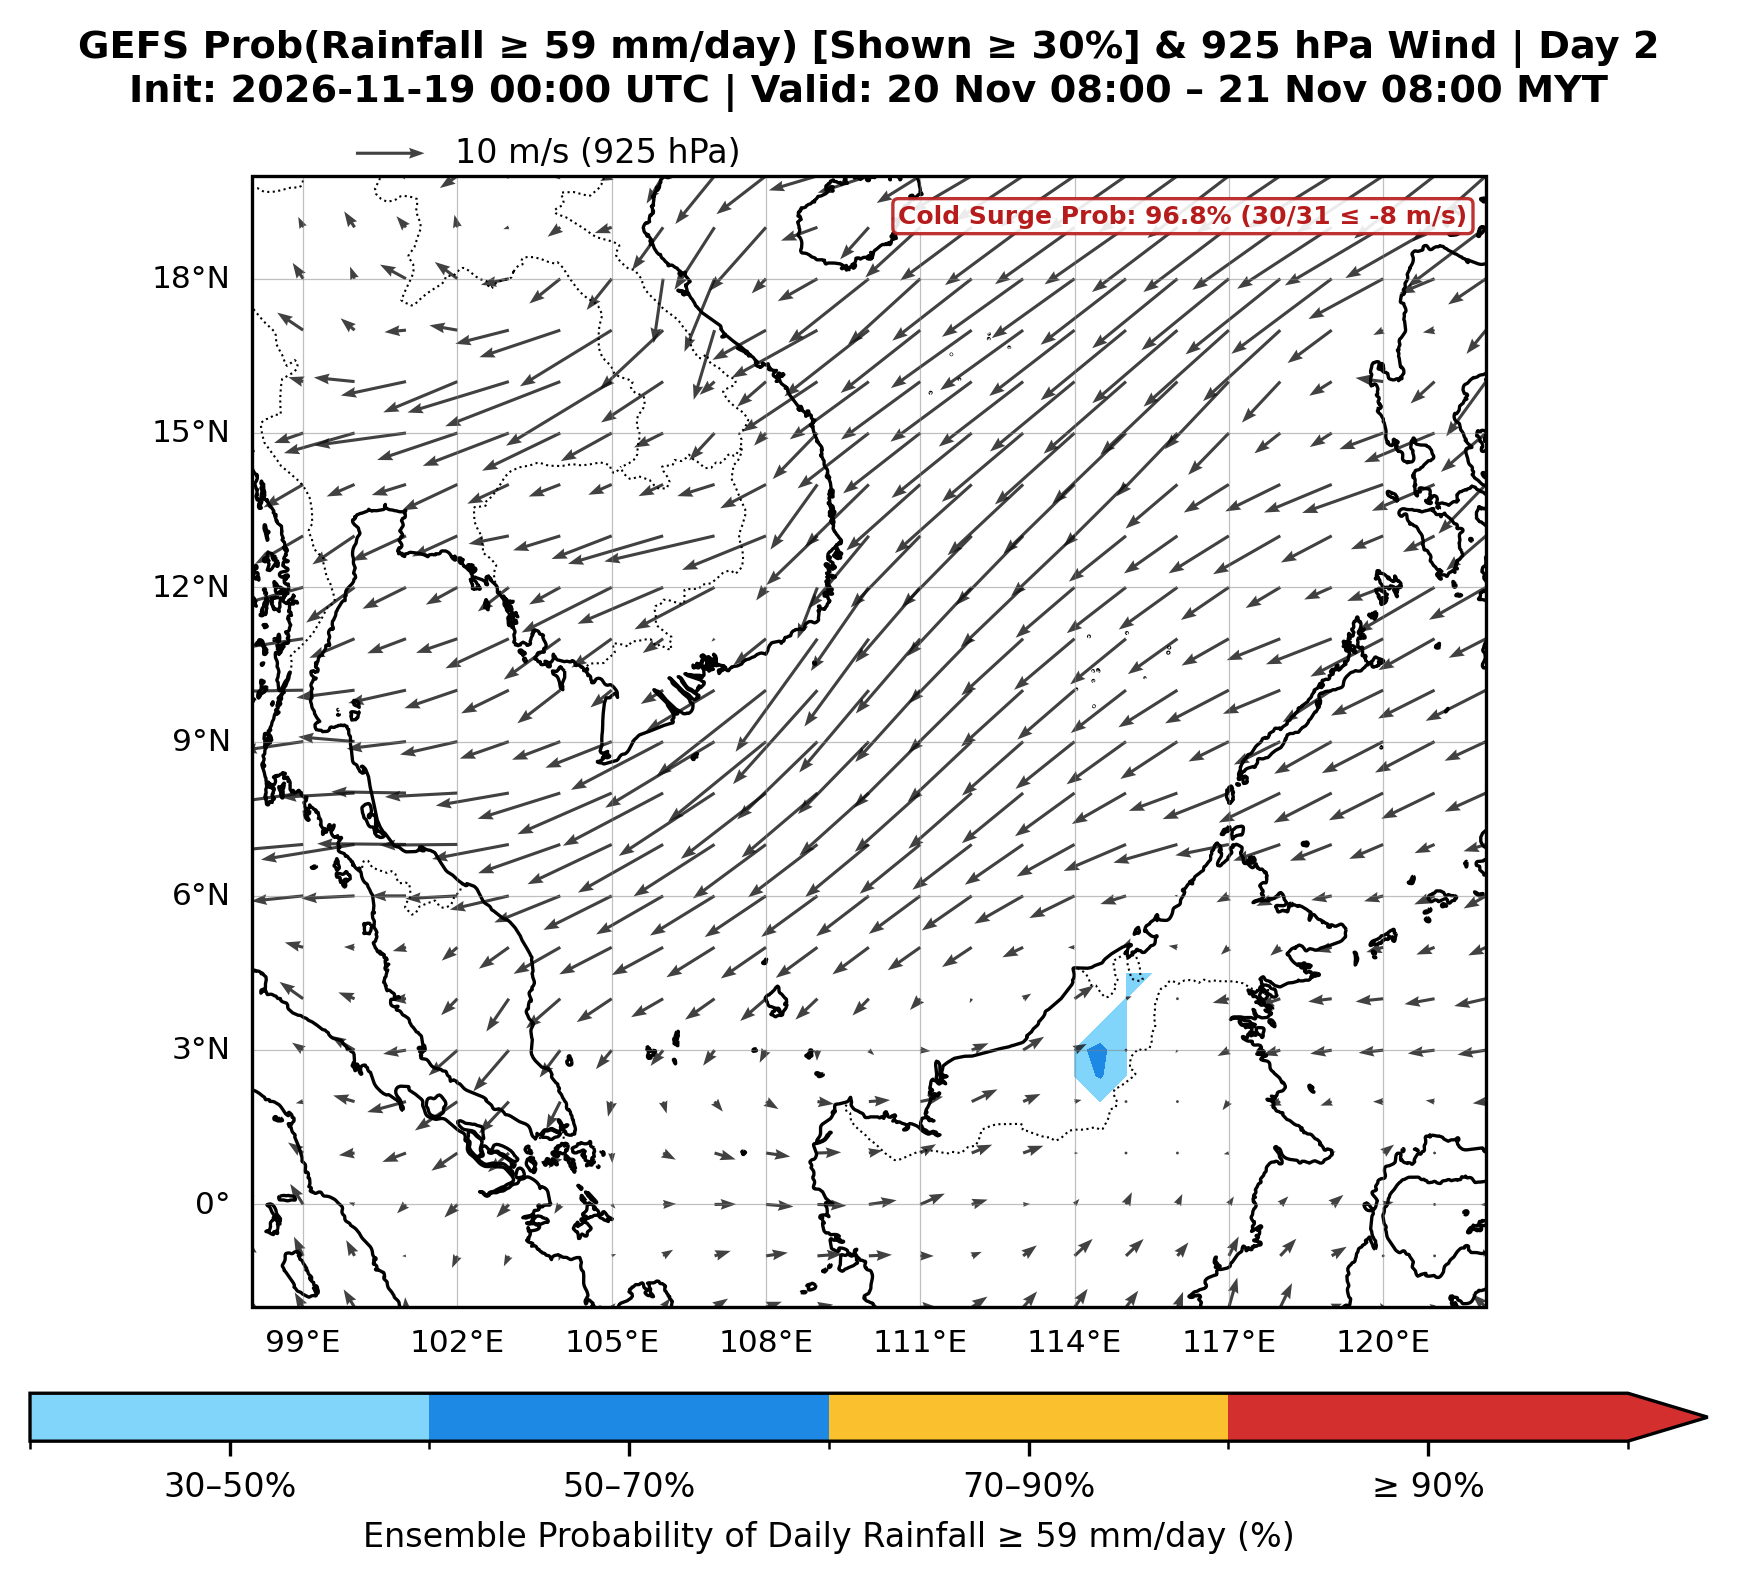 GEFS Prob(Rainfall ≥ 59 mm/day) [Shown ≥ 30%] & 925 hPa Wind | Day 2
Init: 2026-11-19 00:00 UTC | Valid: 20 Nov 08:00 – 21 Nov 08:00 MYT
10 m/s (925 hPa)
Cold Surge Prob: 96.8% (30/31 ≤ -8 m/s)
18°N
15°N
12°N
9°N
6°N
3°N
0°
99°E 102°E 105°E 108°E 111°E 114°E 117°E 120°E
30–50% 50–70% 70–90% ≥ 90%
Ensemble Probability of Daily Rainfall ≥ 59 mm/day (%)